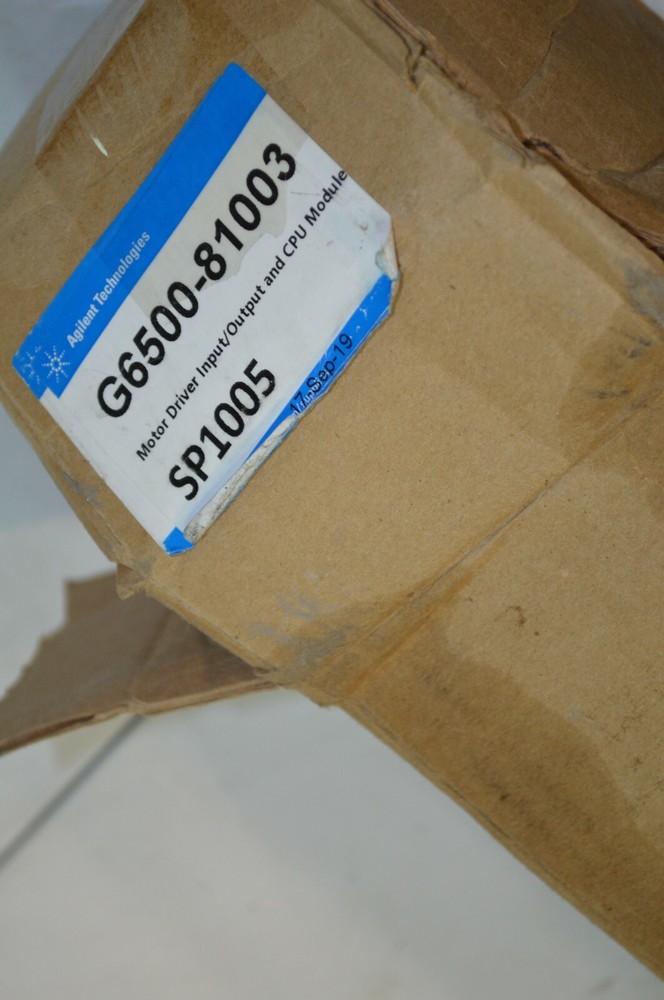 Agilent Technologies
G6500-81003
Motor Driver Input/Output and CPU Module
SP1005
17-Sep-19